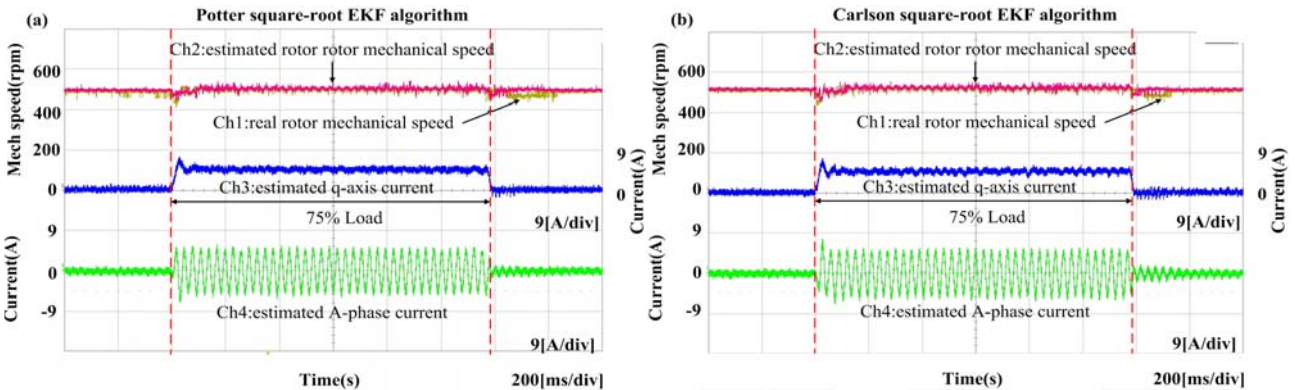 (a)
Potter square-root EKF algorithm
Ch2:estimated rotor rotor mechanical speed
Mech speed(rpm)
600
400
200
0
Ch1:real rotor mechanical speed
Ch3:estimated q-axis current
75% Load
9
0
Current(A)
9[A/div]
Current(A)
9
0
-9
Ch4:estimated A-phase current
9[A/div]
Time(s)
200[ms/div]
(b)
Carlson square-root EKF algorithm
Ch2:estimated rotor rotor mechanical speed
Mech speed(rpm)
600
400
200
0
Ch1:real rotor mechanical speed
Ch3:estimated q-axis current
75% Load
9
0
Current(A)
9[A/div]
Current(A)
9
0
-9
Ch4:estimated A-phase current
9[A/div]
Time(s)
200[ms/div]